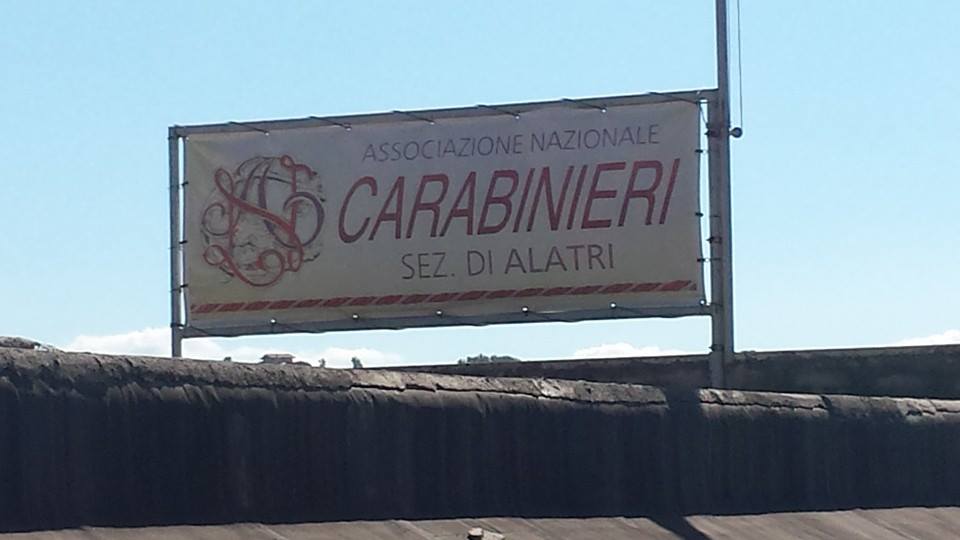 ASSOCIAZIONE NAZIONALE
CARABINIERI
SEZ. DI ALATRI